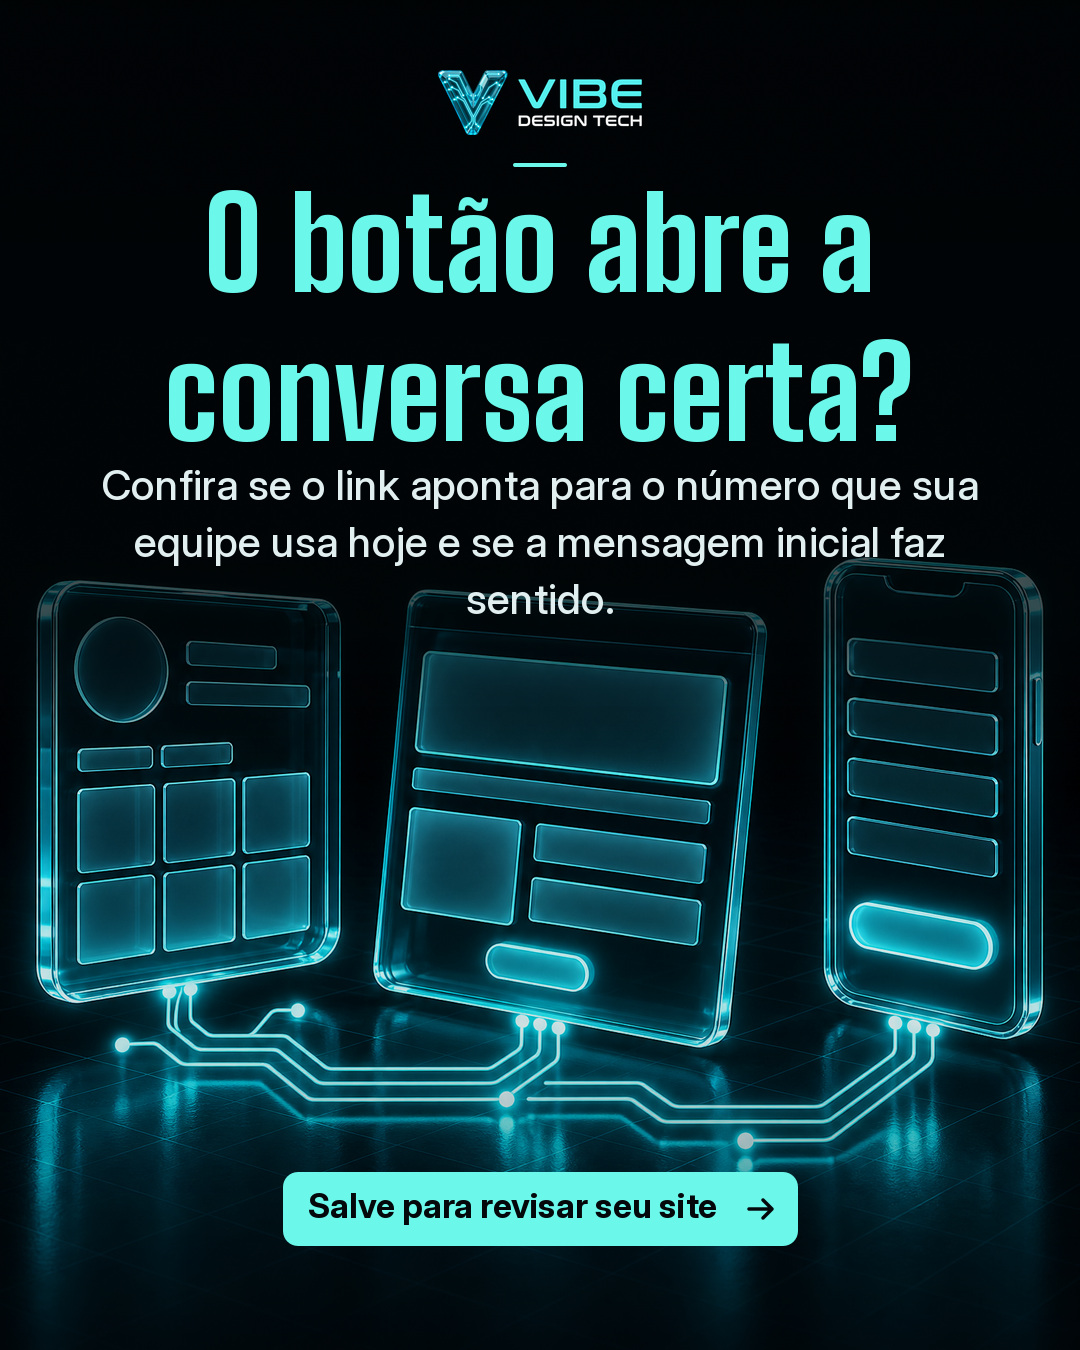 VIBE
DESIGN TECH
O botão abre a
conversa certa?
Confira se o link aponta para o número que sua
equipe usa hoje e se a mensagem inicial faz
sentido.
Salve para revisar seu site →